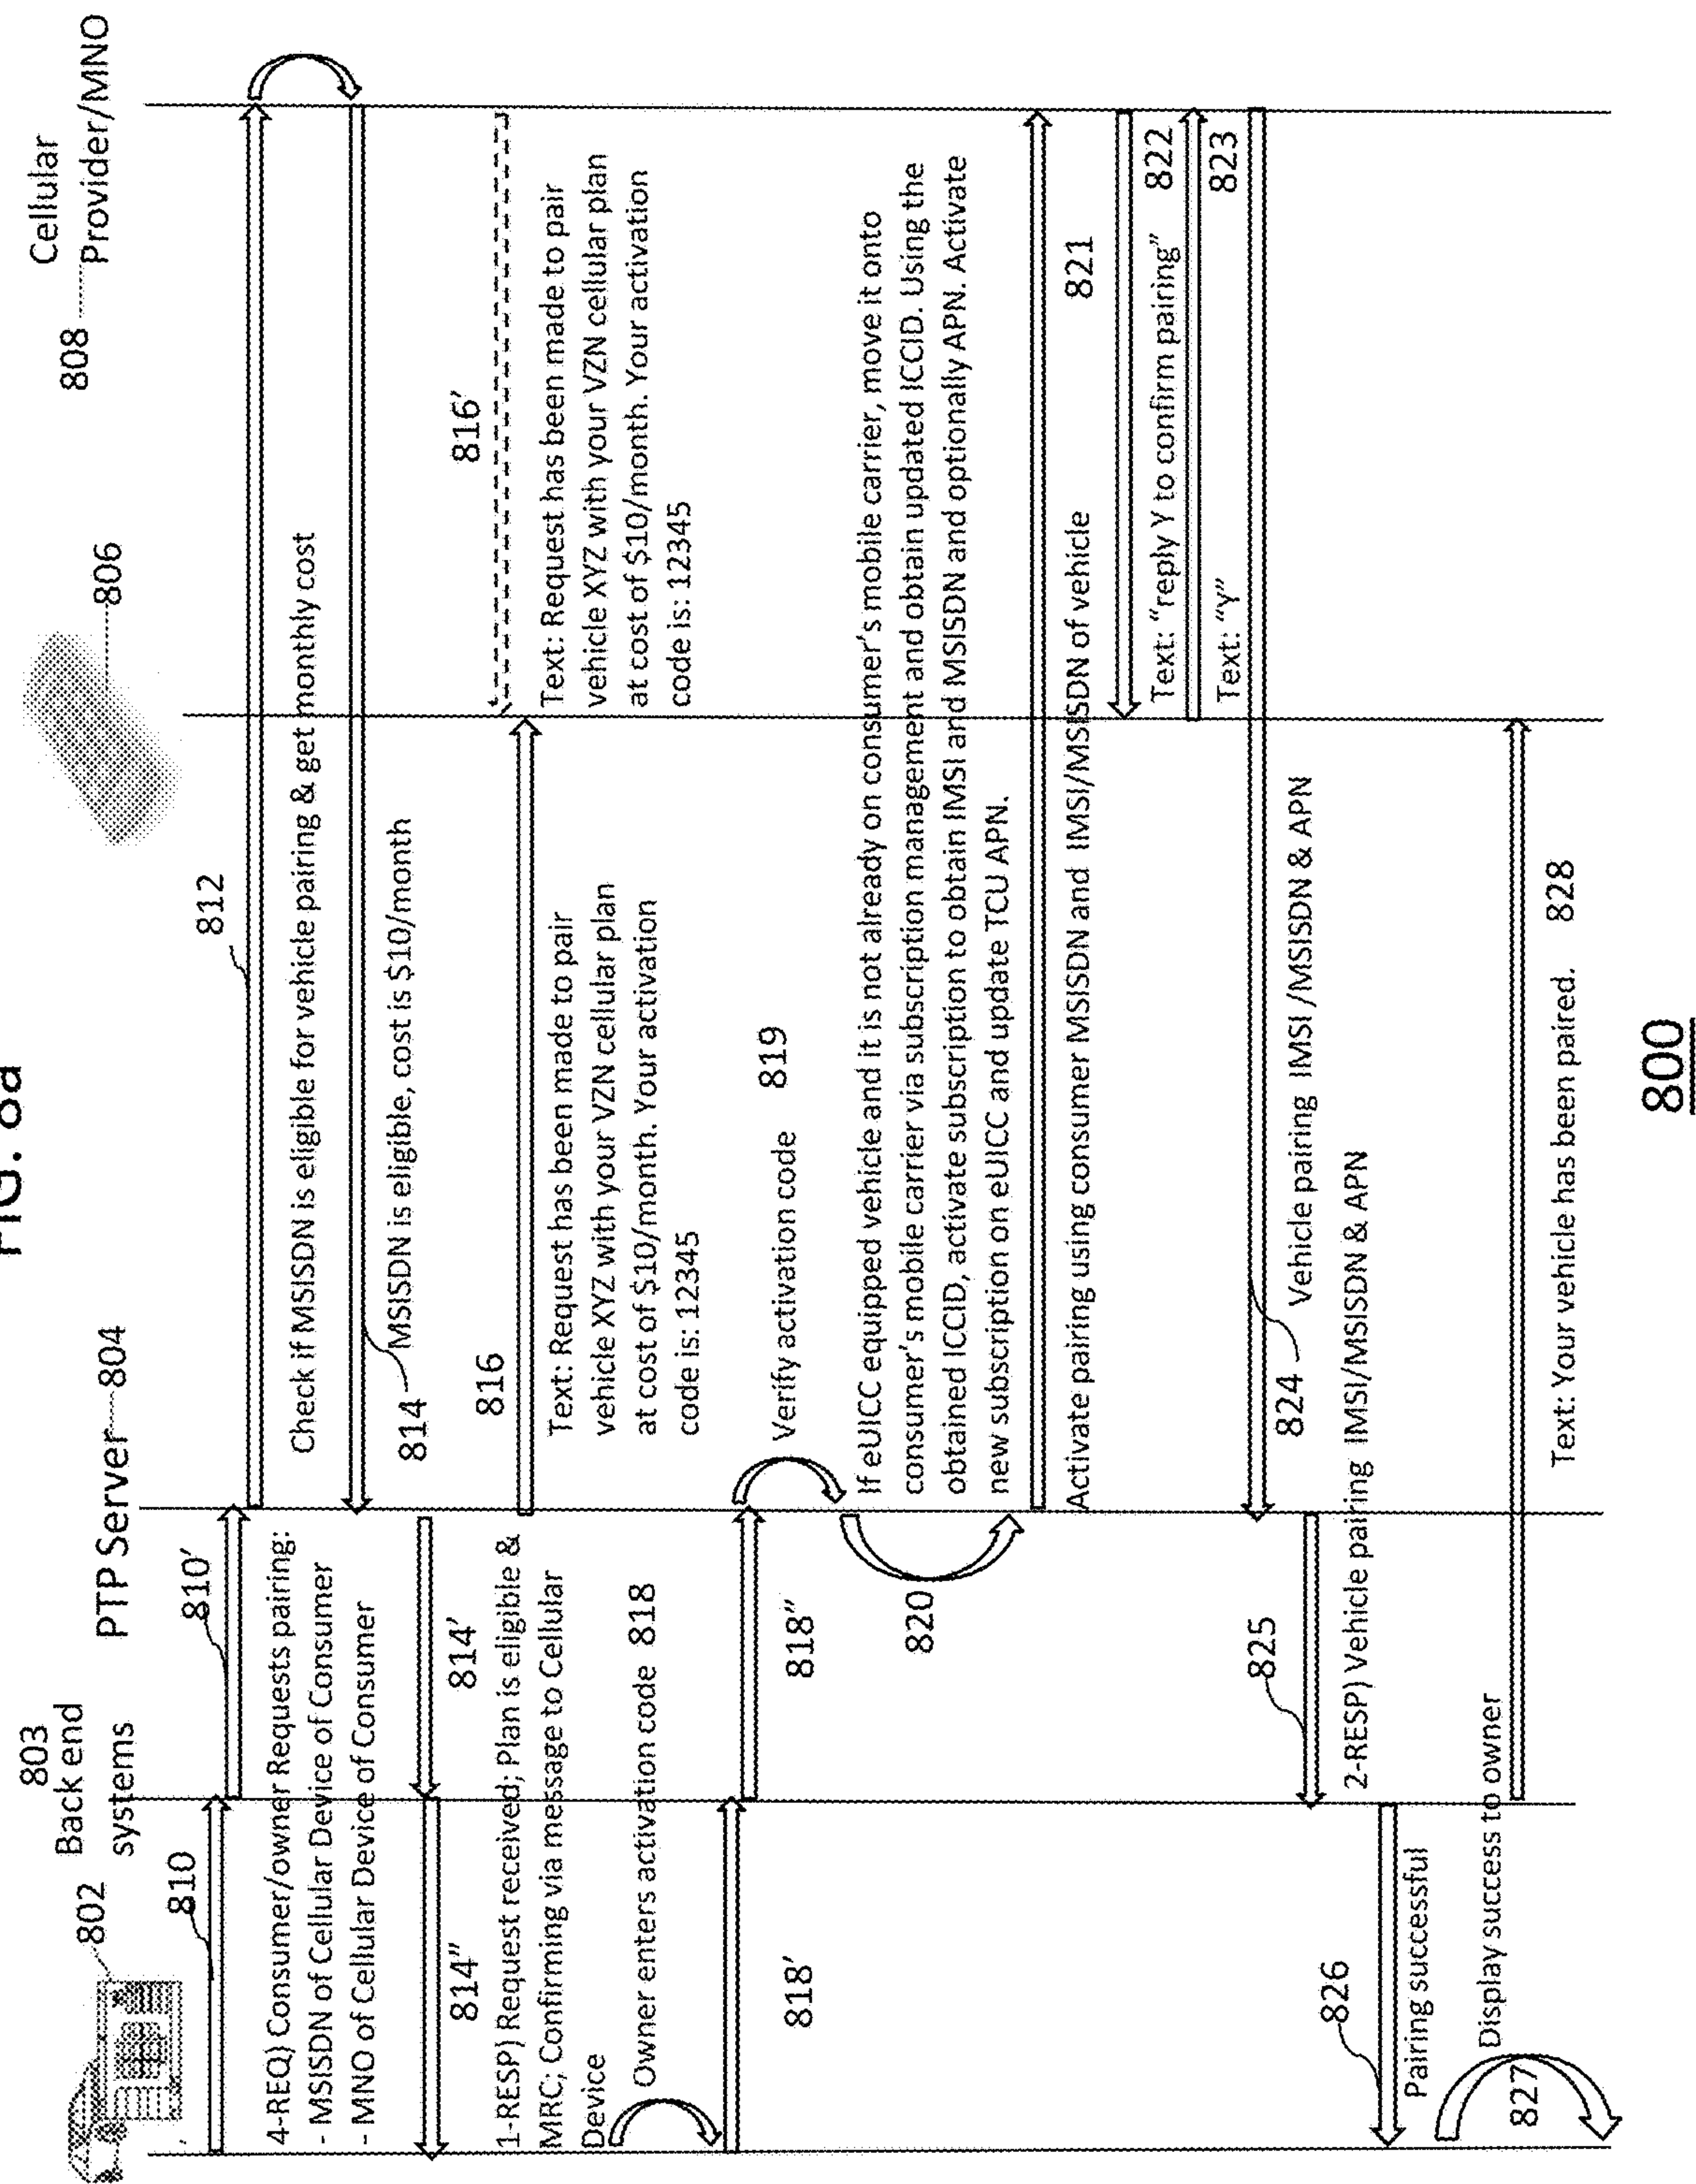 FIG. 8a
802
803
Back end
systems
PTP Server 804
806
Cellular
808 Provider/MNO
810
810’
812
4-REQ) Consumer/owner Requests pairing:
- MSISDN of Cellular Device of Consumer
- MNO of Cellular Device of Consumer
Check if MSISDN is eligible for vehicle pairing & get monthly cost
814
MSISDN is eligible, cost is $10/month
814’’
814’
1-RESP) Request received; Plan is eligible &
MRC; Confirming via message to Cellular
Device
816
Text: Request has been made to pair
vehicle XYZ with your VZN cellular plan
at cost of $10/month. Your activation
code is: 12345
816’
Text: Request has been made to pair
vehicle XYZ with your VZN cellular plan
at cost of $10/month. Your activation
code is: 12345
Owner enters activation code 818
818’
818’’
Verify activation code 819
820
If eUICC equipped vehicle and it is not already on consumer’s mobile carrier, move it onto
consumer’s mobile carrier via subscription management and obtain updated ICCID. Using the
obtained ICCID, activate subscription to obtain IMSI and MSISDN and optionally APN. Activate
new subscription on eUICC and update TCU APN.
Activate pairing using consumer MSISDN and IMSI/MSISDN of vehicle
821
Text: “reply Y to confirm pairing” 822
Text: “Y”
823
824
Vehicle pairing IMSI /MSISDN & APN
825
2-RESP) Vehicle pairing IMSI/MSISDN & APN
826
Pairing successful
827
Display success to owner
Text: Your vehicle has been paired. 828
800